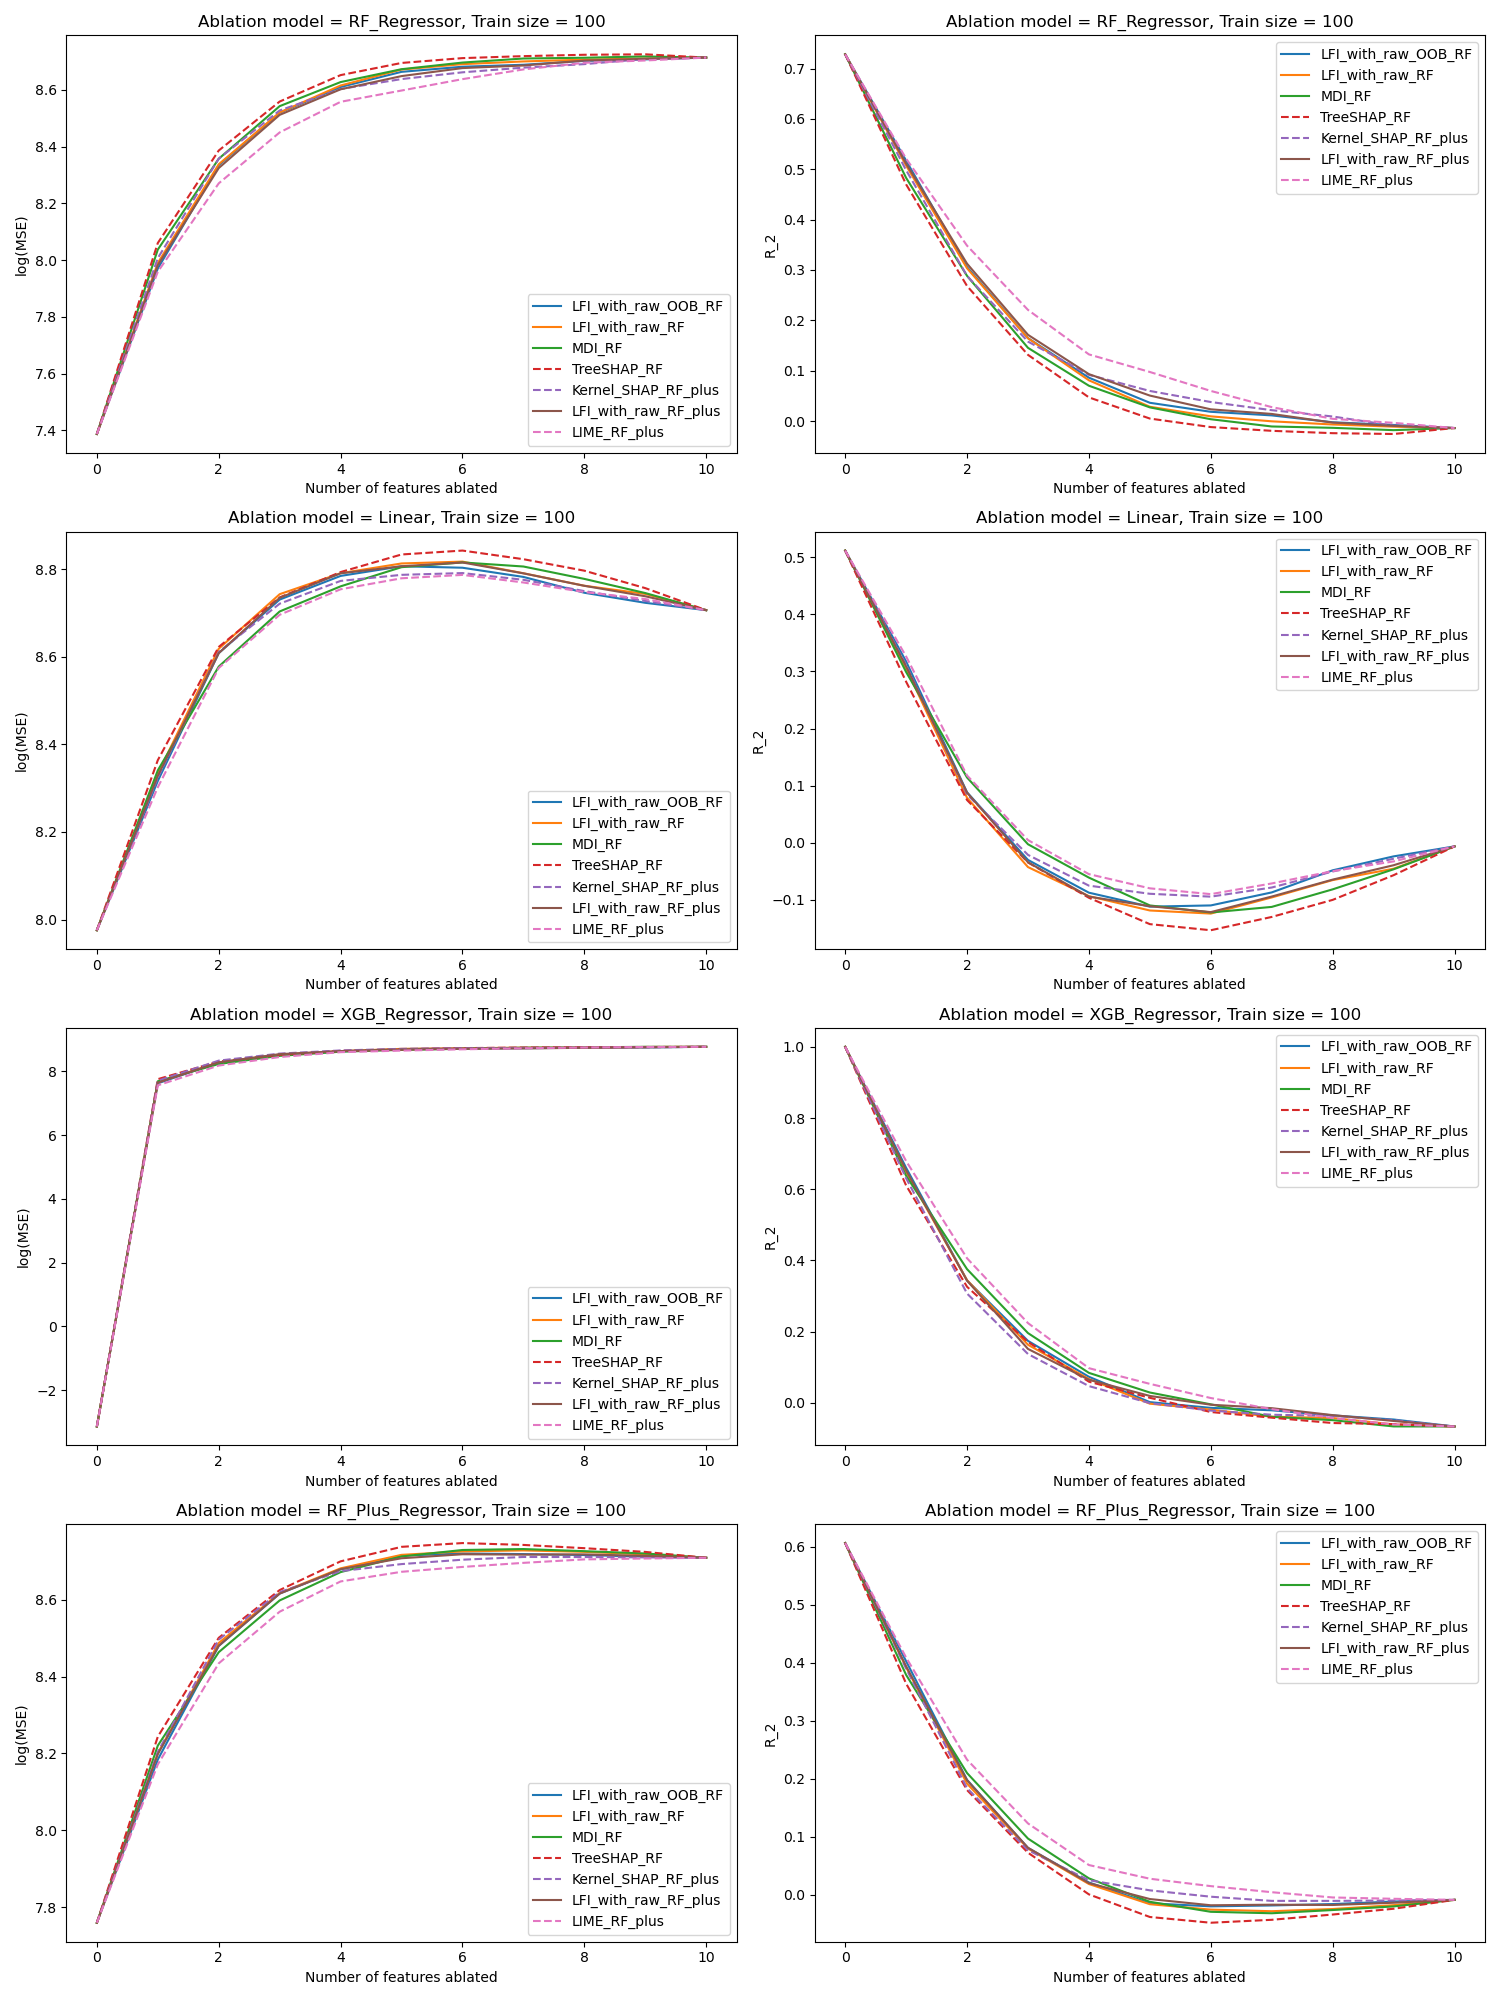 Ablation model = RF_Regressor, Train size = 100
log(MSE)
8.6
8.4
8.2
8.0
7.8
7.6
7.4
LFI_with_raw_OOB_RF
LFI_with_raw_RF
MDI_RF
TreeSHAP_RF
Kernel_SHAP_RF_plus
LFI_with_raw_RF_plus
LIME_RF_plus
0 2 4 6 8 10
Number of features ablated
Ablation model = RF_Regressor, Train size = 100
R_2
0.7
0.6
0.5
0.4
0.3
0.2
0.1
0.0
LFI_with_raw_OOB_RF
LFI_with_raw_RF
MDI_RF
TreeSHAP_RF
Kernel_SHAP_RF_plus
LFI_with_raw_RF_plus
LIME_RF_plus
0 2 4 6 8 10
Number of features ablated
Ablation model = Linear, Train size = 100
log(MSE)
8.8
8.6
8.4
8.2
8.0
LFI_with_raw_OOB_RF
LFI_with_raw_RF
MDI_RF
TreeSHAP_RF
Kernel_SHAP_RF_plus
LFI_with_raw_RF_plus
LIME_RF_plus
0 2 4 6 8 10
Number of features ablated
Ablation model = Linear, Train size = 100
R_2
0.5
0.4
0.3
0.2
0.1
0.0
−0.1
LFI_with_raw_OOB_RF
LFI_with_raw_RF
MDI_RF
TreeSHAP_RF
Kernel_SHAP_RF_plus
LFI_with_raw_RF_plus
LIME_RF_plus
0 2 4 6 8 10
Number of features ablated
Ablation model = XGB_Regressor, Train size = 100
log(MSE)
8
6
4
2
0
−2
LFI_with_raw_OOB_RF
LFI_with_raw_RF
MDI_RF
TreeSHAP_RF
Kernel_SHAP_RF_plus
LFI_with_raw_RF_plus
LIME_RF_plus
0 2 4 6 8 10
Number of features ablated
Ablation model = XGB_Regressor, Train size = 100
R_2
1.0
0.8
0.6
0.4
0.2
0.0
LFI_with_raw_OOB_RF
LFI_with_raw_RF
MDI_RF
TreeSHAP_RF
Kernel_SHAP_RF_plus
LFI_with_raw_RF_plus
LIME_RF_plus
0 2 4 6 8 10
Number of features ablated
Ablation model = RF_Plus_Regressor, Train size = 100
log(MSE)
8.6
8.4
8.2
8.0
7.8
LFI_with_raw_OOB_RF
LFI_with_raw_RF
MDI_RF
TreeSHAP_RF
Kernel_SHAP_RF_plus
LFI_with_raw_RF_plus
LIME_RF_plus
0 2 4 6 8 10
Number of features ablated
Ablation model = RF_Plus_Regressor, Train size = 100
R_2
0.6
0.5
0.4
0.3
0.2
0.1
0.0
LFI_with_raw_OOB_RF
LFI_with_raw_RF
MDI_RF
TreeSHAP_RF
Kernel_SHAP_RF_plus
LFI_with_raw_RF_plus
LIME_RF_plus
0 2 4 6 8 10
Number of features ablated